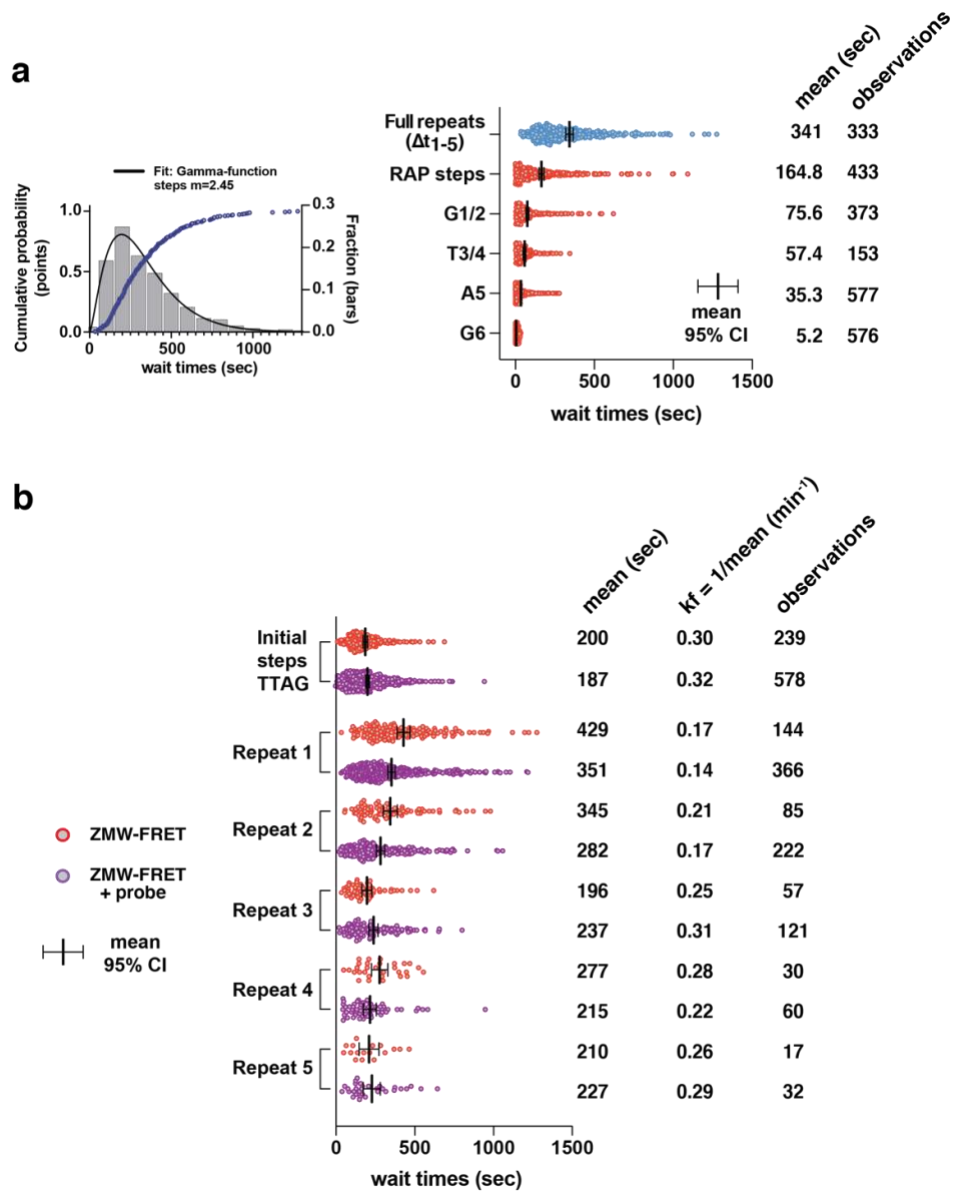 a
Cumulative probability
(points)
1.0
0.5
0.0
Fit: Gamma-function
steps m=2.45
0.3
0.2
0.1
0.0
Fraction (bars)
0 500 1000
wait times (sec)
mean (sec) observations
Full repeats
(Δt1-5) 341 333
RAP steps 164.8 433
G1/2 75.6 373
T3/4 57.4 153
A5 35.3 577
G6 5.2 576
mean
95% CI
0 500 1000 1500
wait times (sec)
b
mean (sec) kf = 1/mean (min-1) observations
Initial
steps
TTAG
200 0.30 239
187 0.32 578
Repeat 1
429 0.17 144
351 0.14 366
Repeat 2
345 0.21 85
282 0.17 222
Repeat 3
196 0.25 57
237 0.31 121
Repeat 4
277 0.28 30
215 0.22 60
Repeat 5
210 0.26 17
227 0.29 32
ZMW-FRET
ZMW-FRET
+ probe
mean
95% CI
0 500 1000 1500
wait times (sec)